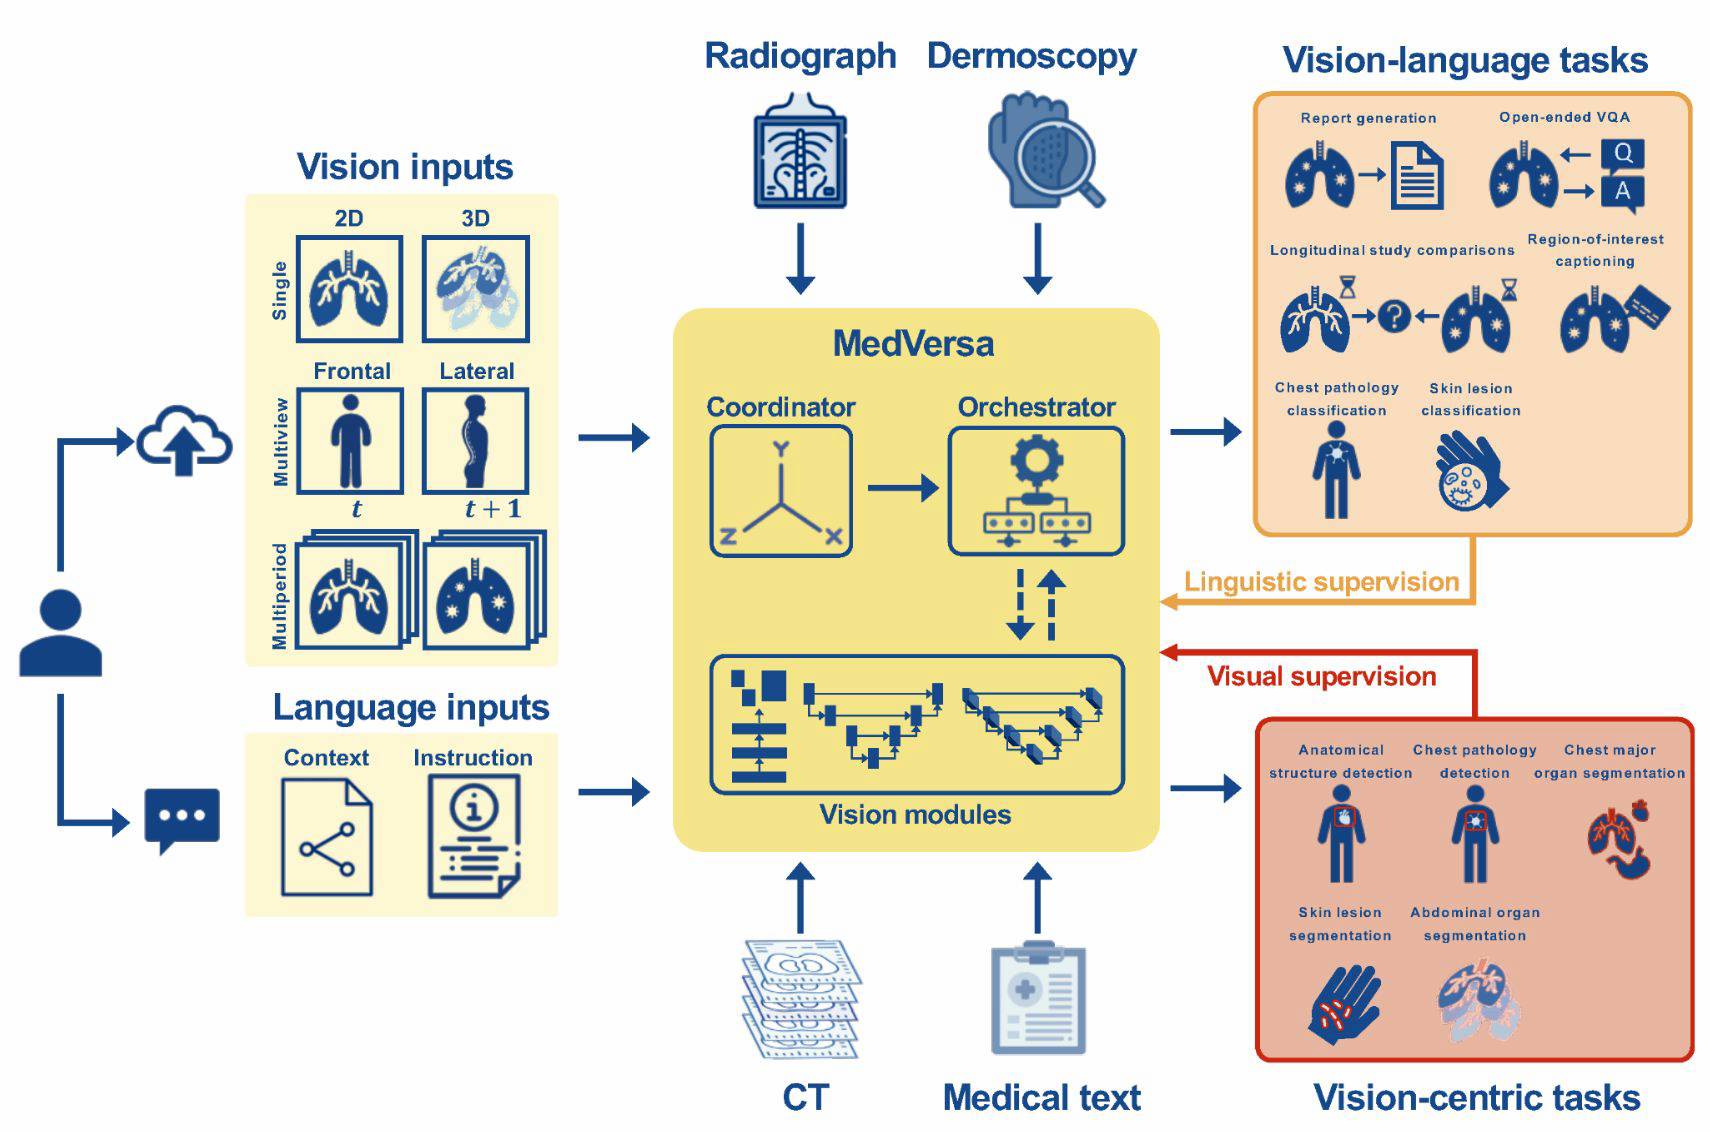 Radiograph
Dermoscopy
Vision-language tasks
Vision inputs
2D
3D
Single
Frontal
Lateral
Multiview
t
t + 1
Multiperiod
Language inputs
Context
Instruction
MedVersa
Coordinator
Orchestrator
Y
Z
X
Vision modules
CT
Medical text
Report generation
Open-ended VQA
Q
A
Longitudinal study comparisons
?
Region-of-interest
captioning
Chest pathology
classification
Skin lesion
classification
Linguistic supervision
Visual supervision
Anatomical
structure detection
Chest pathology
detection
Chest major
organ segmentation
Skin lesion
segmentation
Abdominal organ
segmentation
Vision-centric tasks